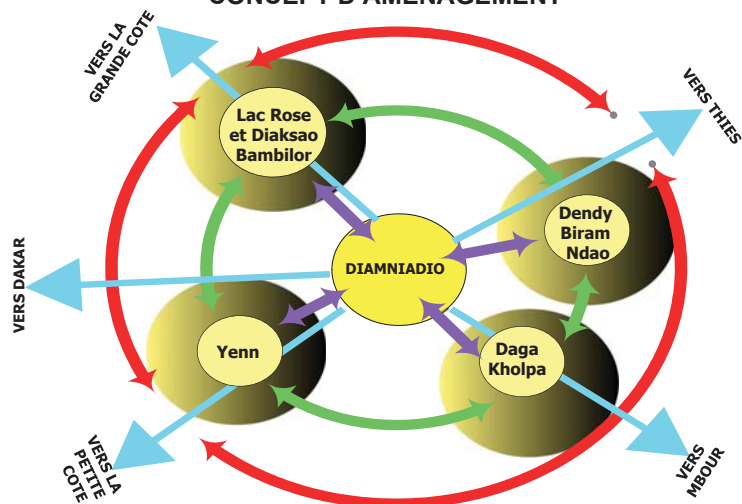 CONCEPT D'AMENAGEMENT
VERS LA
GRANDE COTE
VERS THIES
Lac Rose
et Diaksao
Bambilor
Dendy
Biram
Ndao
DIAMNIADIO
VERS DAKAR
Yenn
Daga
Kholpa
VERS LA
PETITE
COTE
VERS
MBOUR